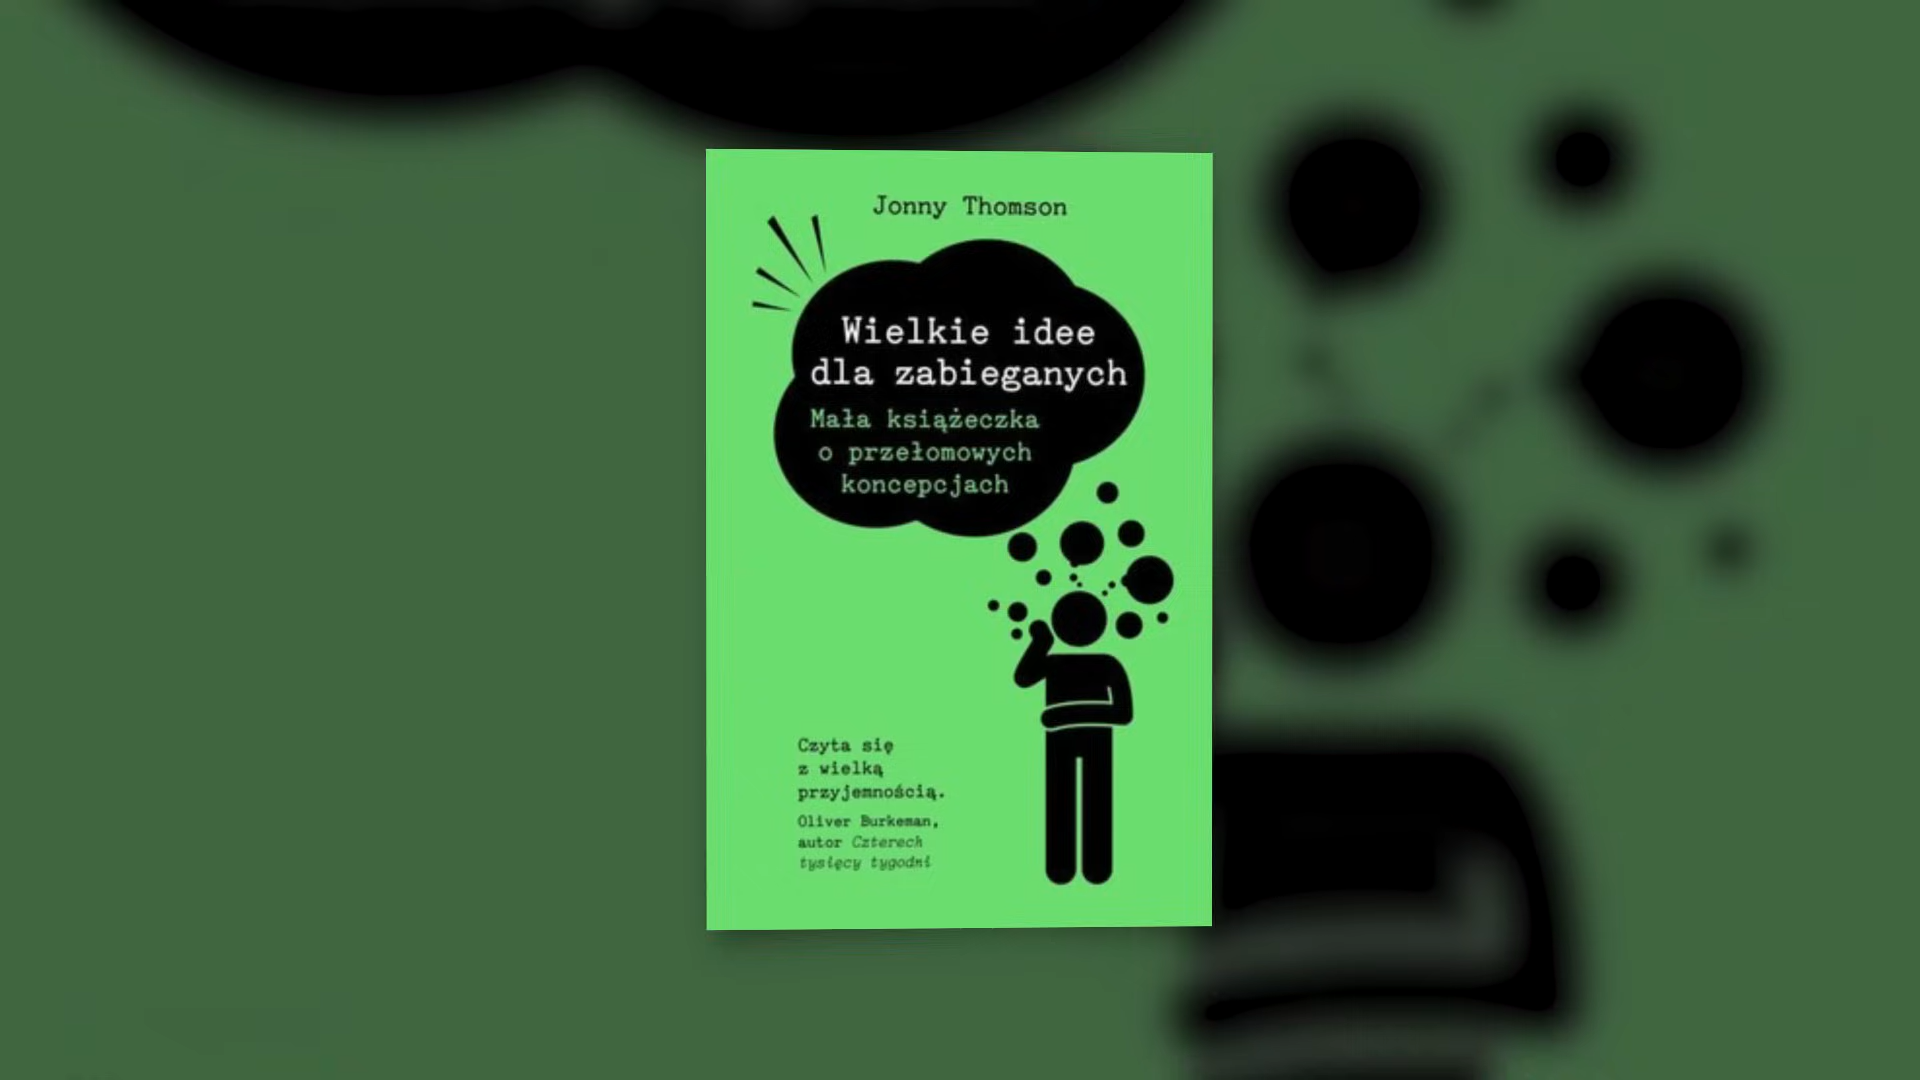 Jonny Thomson
Wielkie idee
dla zabieganych
Mała książeczka
o przełomowych
koncepcjach
Czyta się
z wielką
przyjemnością.
Oliver Burkeman,
autor Czterech
tysięcy tygodni